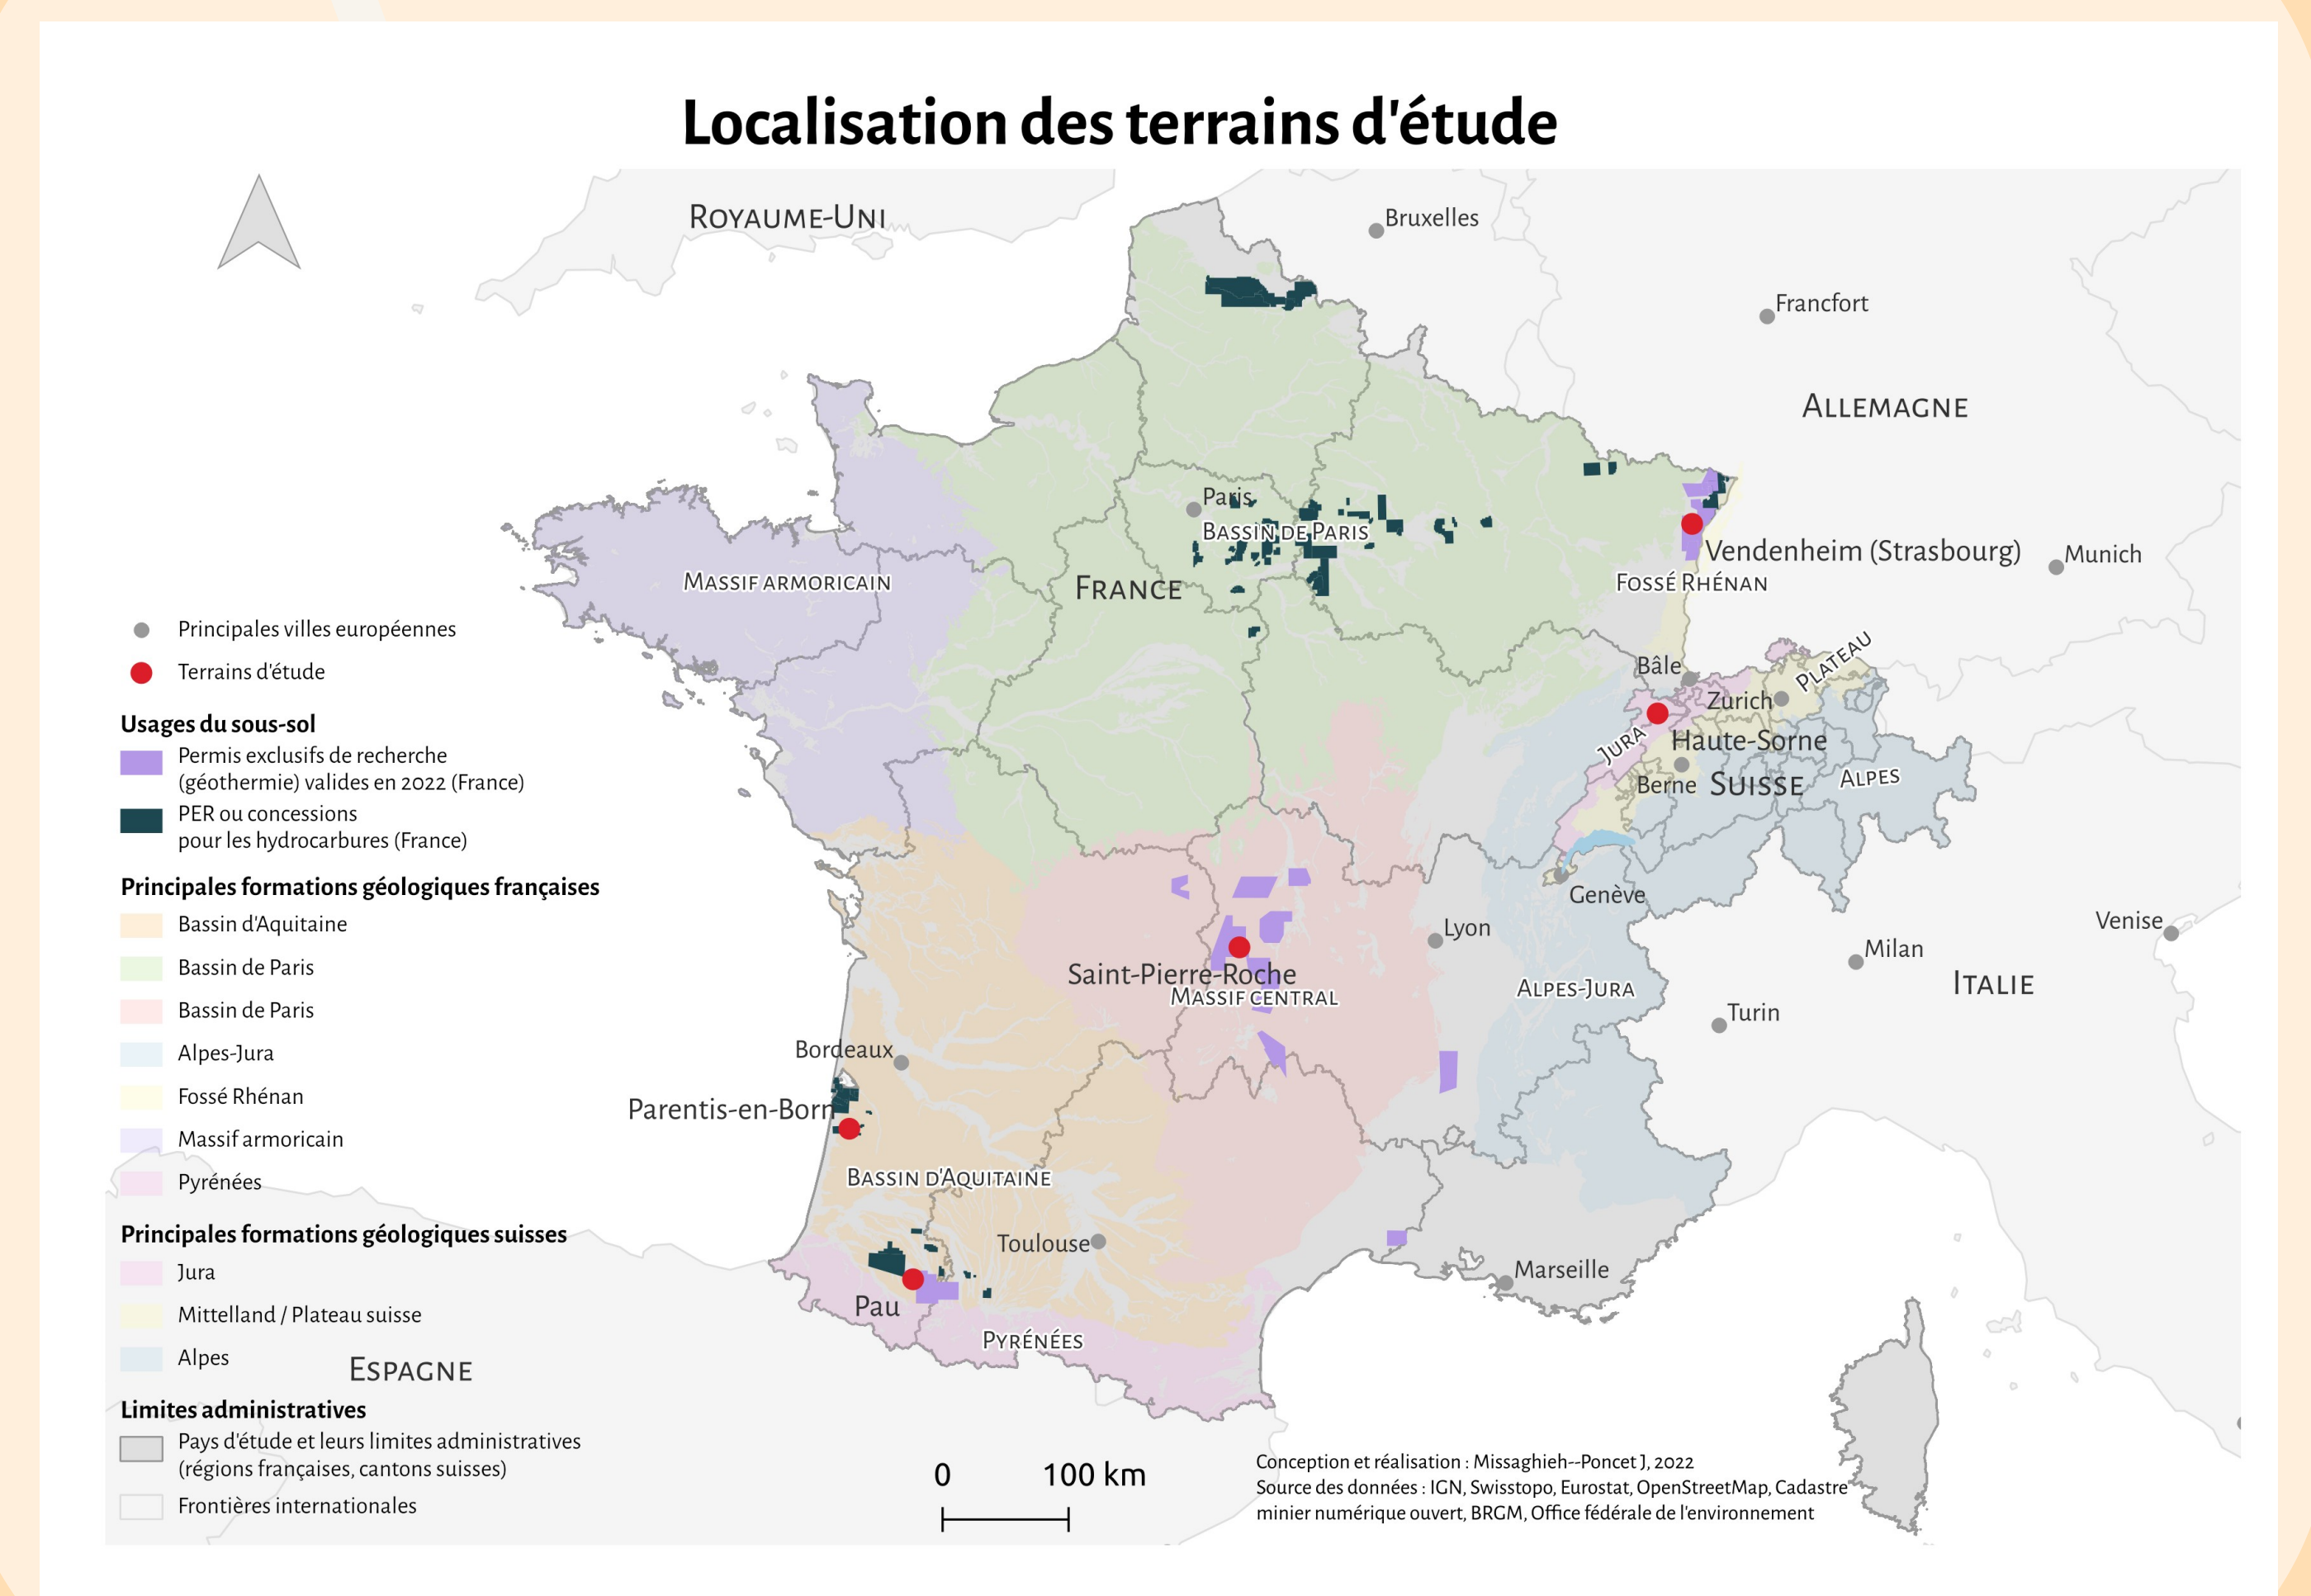 Localisation des terrains d'étude
ROYAUME-UNI
Bruxelles
Francfort
ALLEMAGNE
Paris
BASSIN DE PARIS
Vendenheim (Strasbourg)
Munich
MASSIF ARMORICAIN
FRANCE
FOSSÉ RHÉNAN
Bâle
PLATEAU
Zurich
JURA
Haute-Sorne
Berne
SUISSE
ALPES
Genève
Lyon
Venise
Milan
Saint-Pierre-Roche
MASSIF CENTRAL
ALPES-JURA
ITALIE
Turin
Bordeaux
Parentis-en-Born
BASSIN D'AQUITAINE
Toulouse
Marseille
Pau
PYRÉNÉES
ESPAGNE
Principales villes européennes
Terrains d'étude
Usages du sous-sol
Permis exclusifs de recherche
(géothermie) valides en 2022 (France)
PER ou concessions
pour les hydrocarbures (France)
Principales formations géologiques françaises
Bassin d'Aquitaine
Bassin de Paris
Bassin de Paris
Alpes-Jura
Fossé Rhénan
Massif armoricain
Pyrénées
Principales formations géologiques suisses
Jura
Mittelland / Plateau suisse
Alpes
Limites administratives
Pays d'étude et leurs limites administratives
(régions françaises, cantons suisses)
Frontières internationales
0 100 km
Conception et réalisation : Missaghieh--Poncet J, 2022
Source des données : IGN, Swisstopo, Eurostat, OpenStreetMap, Cadastre
minier numérique ouvert, BRGM, Office fédérale de l'environnement